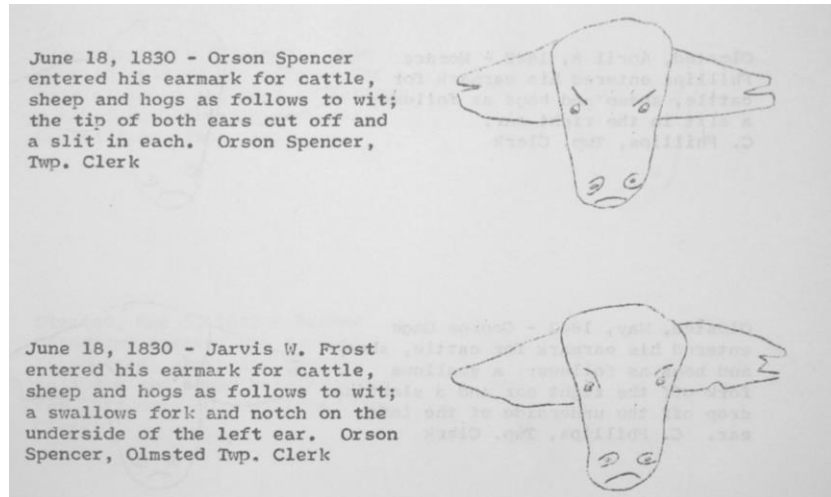 June 18, 1830 - Orson Spencer
entered his earmark for cattle,
sheep and hogs as follows to wit;
the tip of both ears cut off and
a slit in each. Orson Spencer,
Twp. Clerk
June 18, 1830 - Jarvis W. Frost
entered his earmark for cattle,
sheep and hogs as follows to wit;
a swallows fork and notch on the
underside of the left ear. Orson
Spencer, Olmsted Twp. Clerk